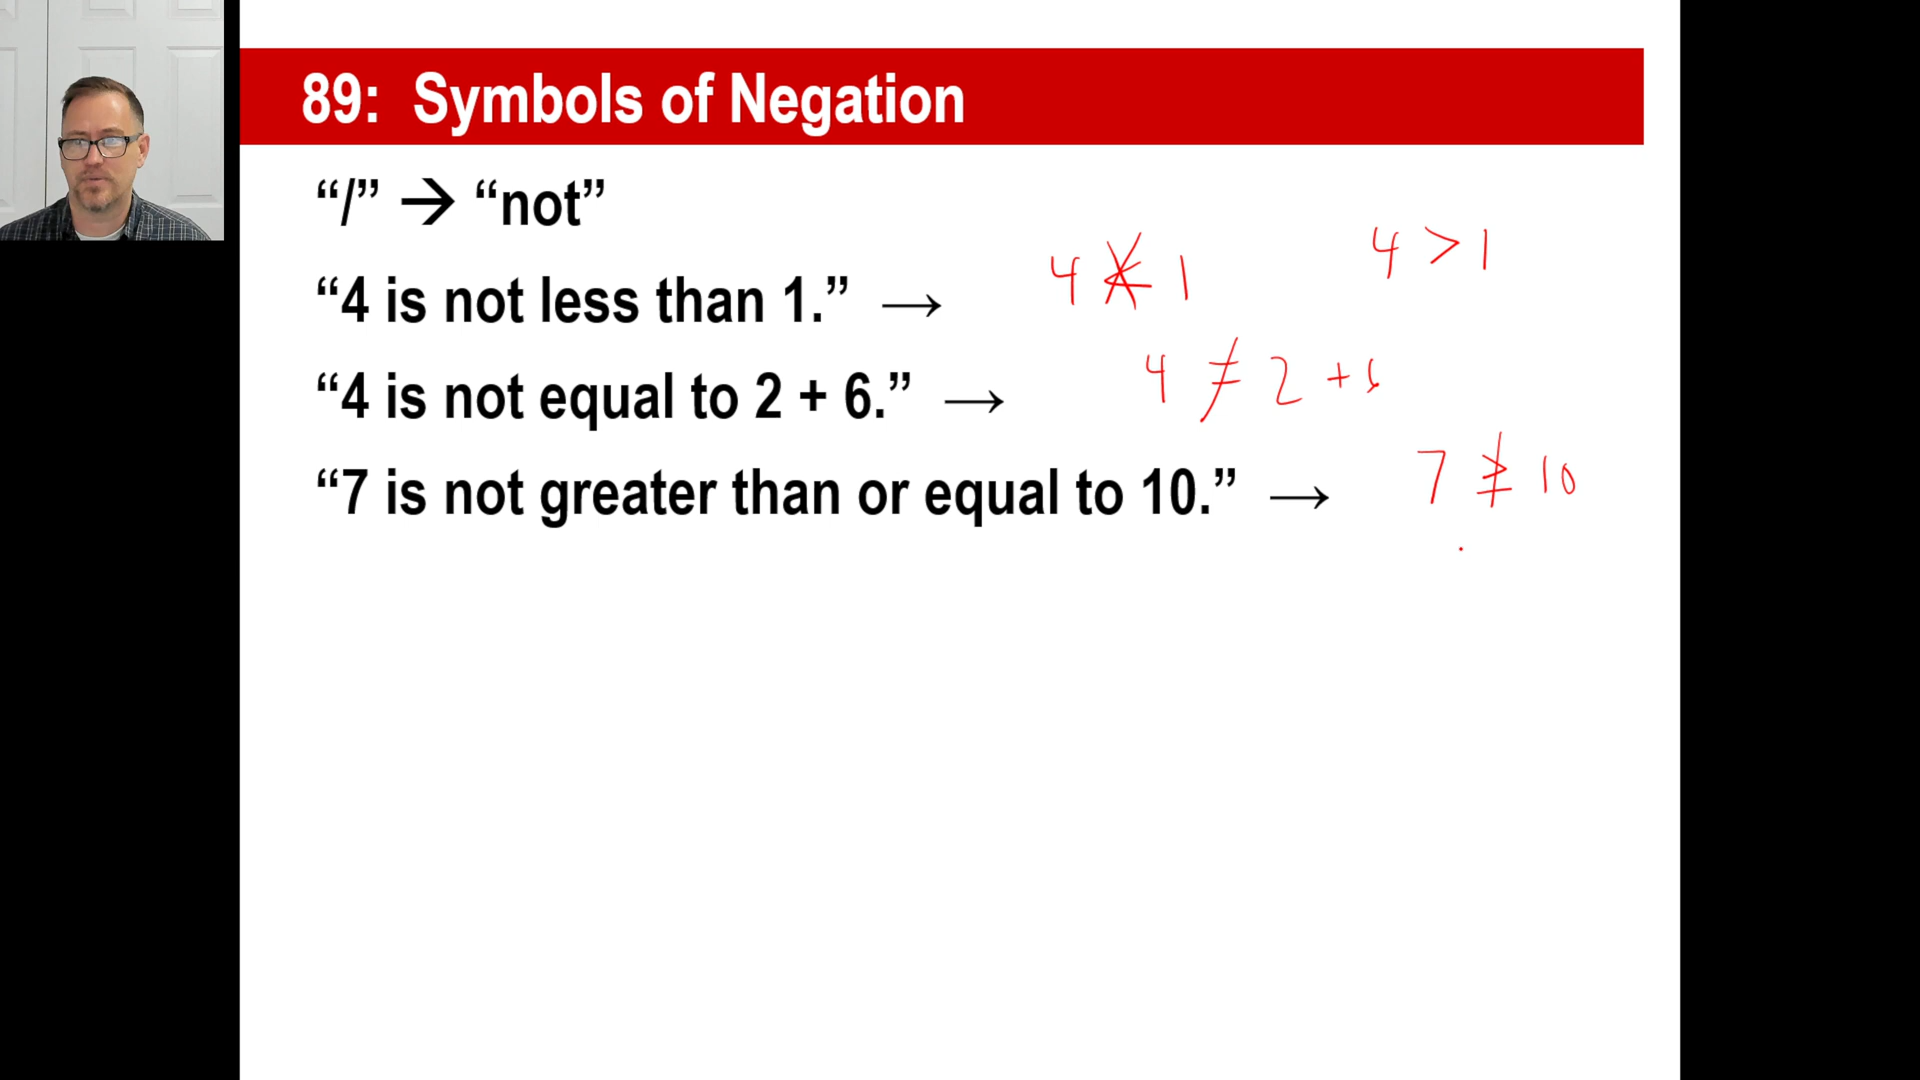 89: Symbols of Negation
“/” → “not”
4 > 1
“4 is not less than 1.” → 4 ≮ 1
“4 is not equal to 2 + 6.” → 4 ≠ 2 + 6
“7 is not greater than or equal to 10.” → 7 ≱ 10